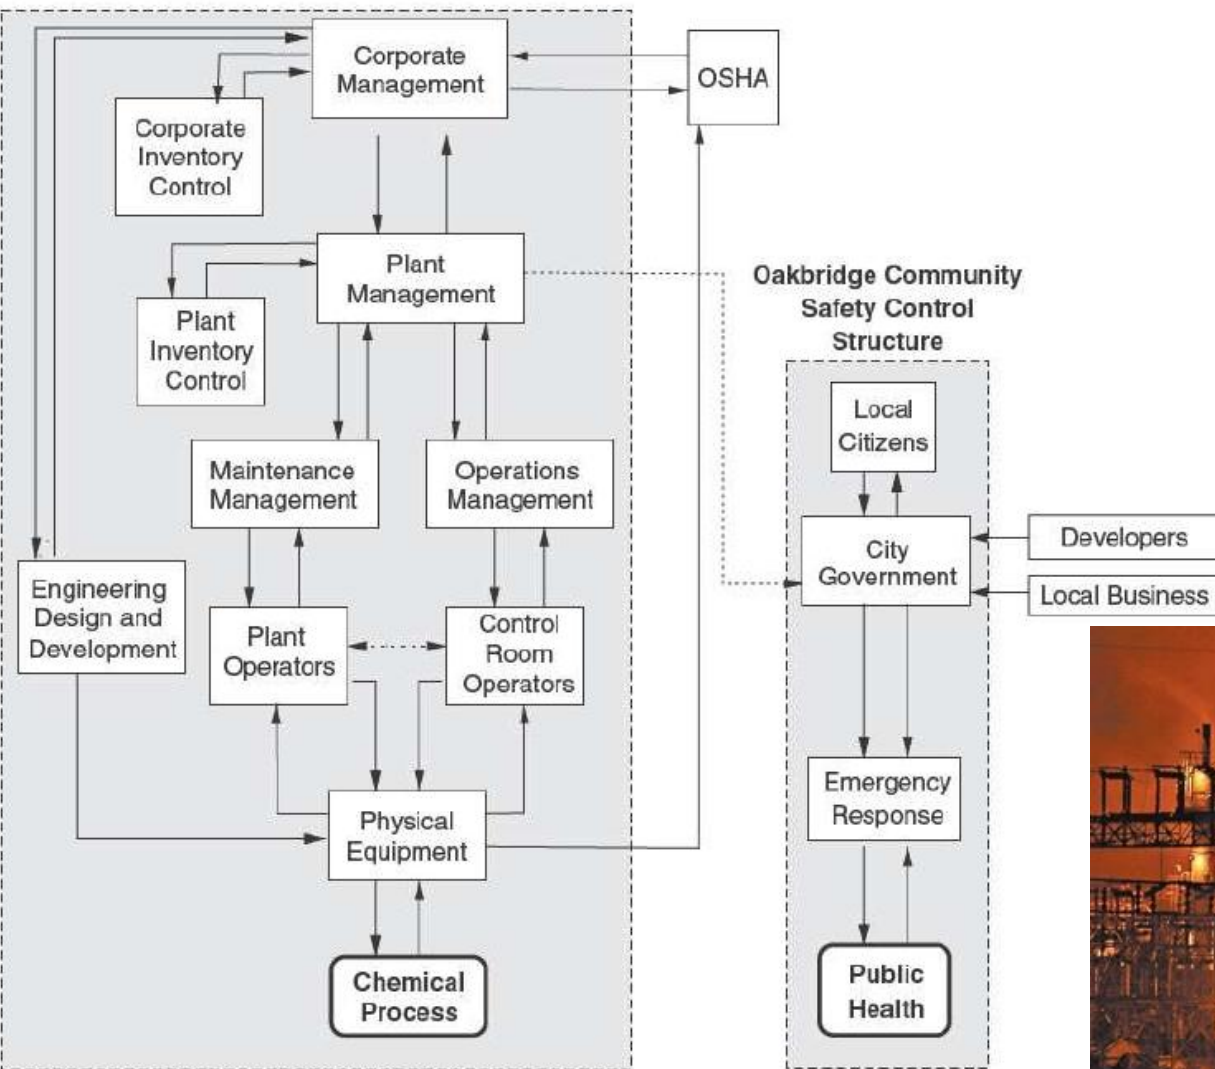 Corporate
Management
OSHA
Corporate
Inventory
Control
Plant
Management
Plant
Inventory
Control
Oakbridge Community
Safety Control
Structure
Local
Citizens
Maintenance
Management
Operations
Management
City
Government
Developers
Local Business
Engineering
Design and
Development
Plant
Operators
Control
Room
Operators
Emergency
Response
Physical
Equipment
Chemical
Process
Public
Health